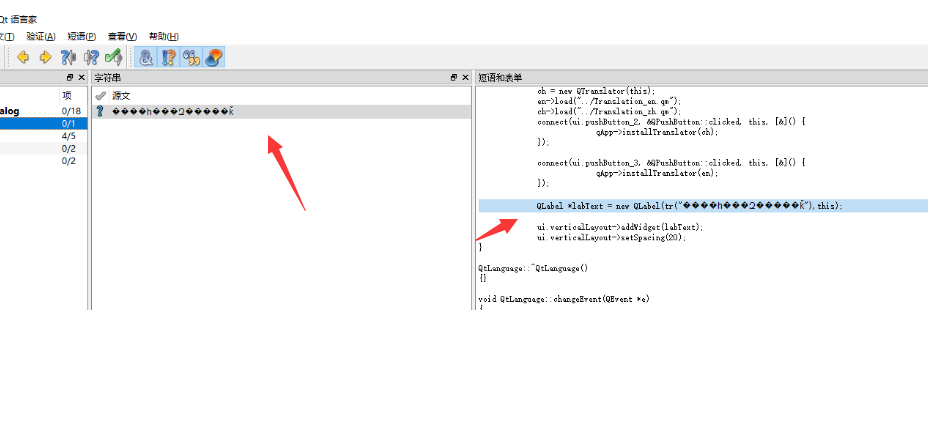 Qt 语言家
验证(A) 短语(P) 查看(V) 帮助(H)
字符串
短语和表单
项
源文
alog 0/18
0/1
4/5
0/2
0/2
����h���Զ�����ǩ
ch = new QTranslator(this);
en->load("../Translation_en.qm");
ch->load("../Translation_zh.qm");
connect(ui.pushButton_2, &QPushButton::clicked, this, [&]() {
qApp->installTranslator(ch);
});
connect(ui.pushButton_3, &QPushButton::clicked, this, [&]() {
qApp->installTranslator(en);
});
QLabel *labText = new QLabel(tr("����h���Զ�����ǩ"),this);
ui.verticalLayout->addWidget(labText);
ui.verticalLayout->setSpacing(20);
}
QtLanguage::~QtLanguage()
{}
void QtLanguage::changeEvent(QEvent *e)
{